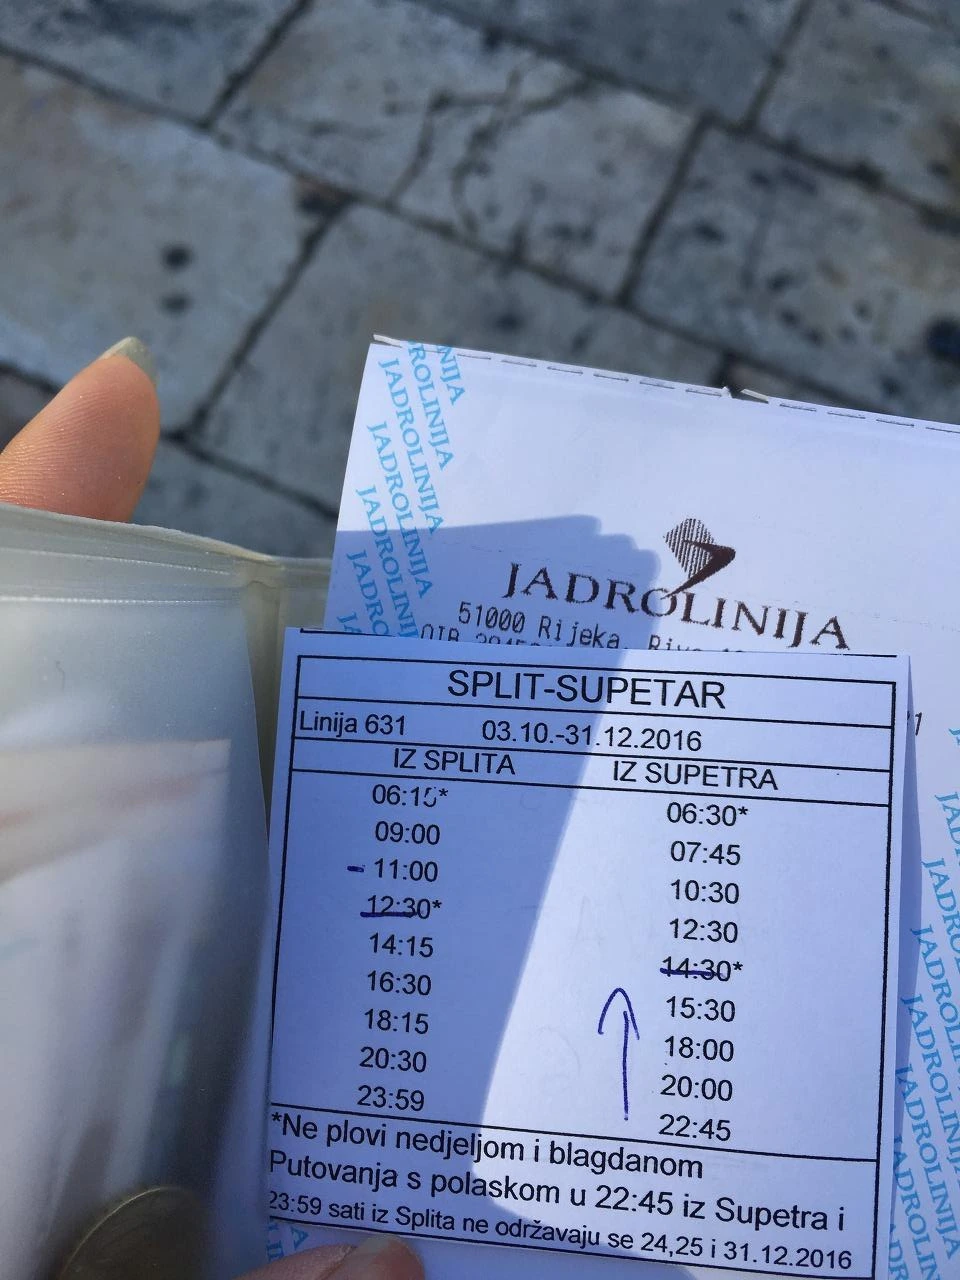 JADROLINIJA
JADROLINIJA
JADROLINIJA
JADROLINIJA
JADROLINIJA
51000 Rijeka,
OIB
SPLIT-SUPETAR
Linija 631 03.10.-31.12.2016
IZ SPLITA IZ SUPETRA
06:15* 06:30*
09:00 07:45
- 11:00 10:30
12:30* 12:30
14:15 14:30*
16:30 15:30
18:15 18:00
20:30 20:00
23:59 22:45
*Ne plovi nedjeljom i blagdanom
Putovanja s polaskom u 22:45 iz Supetra i
23:59 sati iz Splita ne održavaju se 24,25 i 31.12.2016
JADROLINIJA
JADROLINIJA
JADROLINIJA